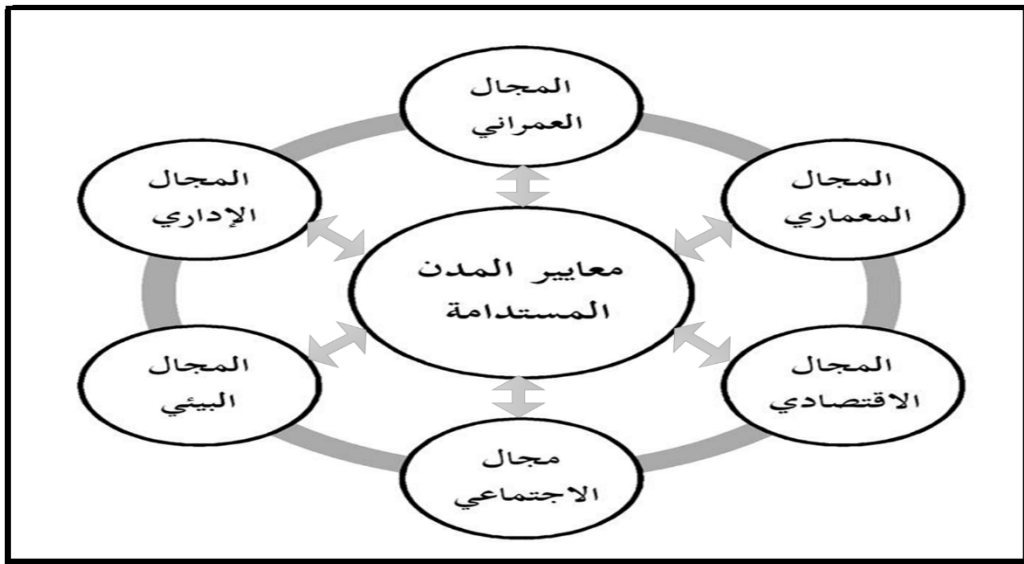 المجال
العمراني
المجال
المعماري
المجال
الإداري
معايير المدن
المستدامة
المجال
الاقتصادي
المجال
البيئي
مجال
الاجتماعي